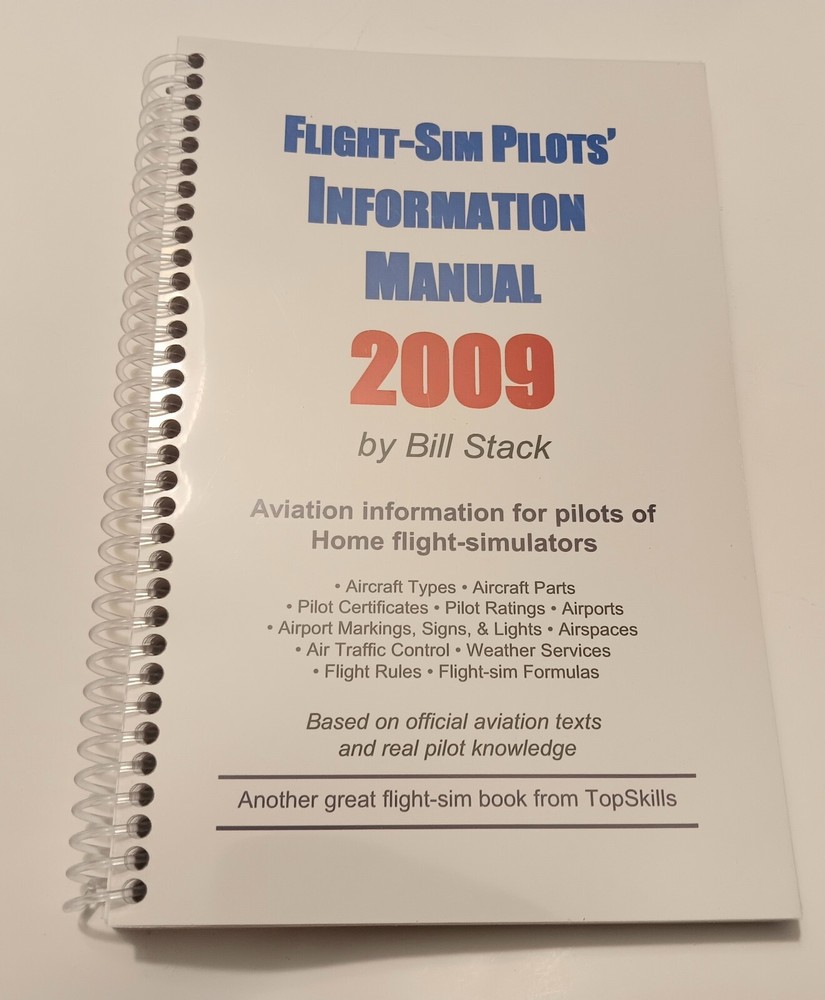 Flight-Sim Pilots'
Information
Manual
2009
by Bill Stack
Aviation information for pilots of
Home flight-simulators
• Aircraft Types • Aircraft Parts
• Pilot Certificates • Pilot Ratings • Airports
• Airport Markings, Signs, & Lights • Airspaces
• Air Traffic Control • Weather Services
• Flight Rules • Flight-sim Formulas
Based on official aviation texts
and real pilot knowledge
Another great flight-sim book from TopSkills